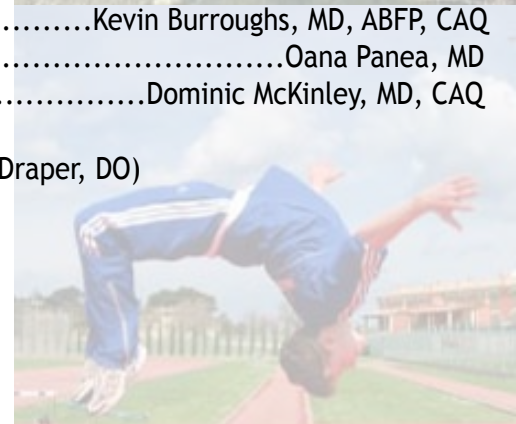 .........Kevin Burroughs, MD, ABFP, CAQ
............................Oana Panea, MD
...............Dominic McKinley, MD, CAQ
Draper, DO)